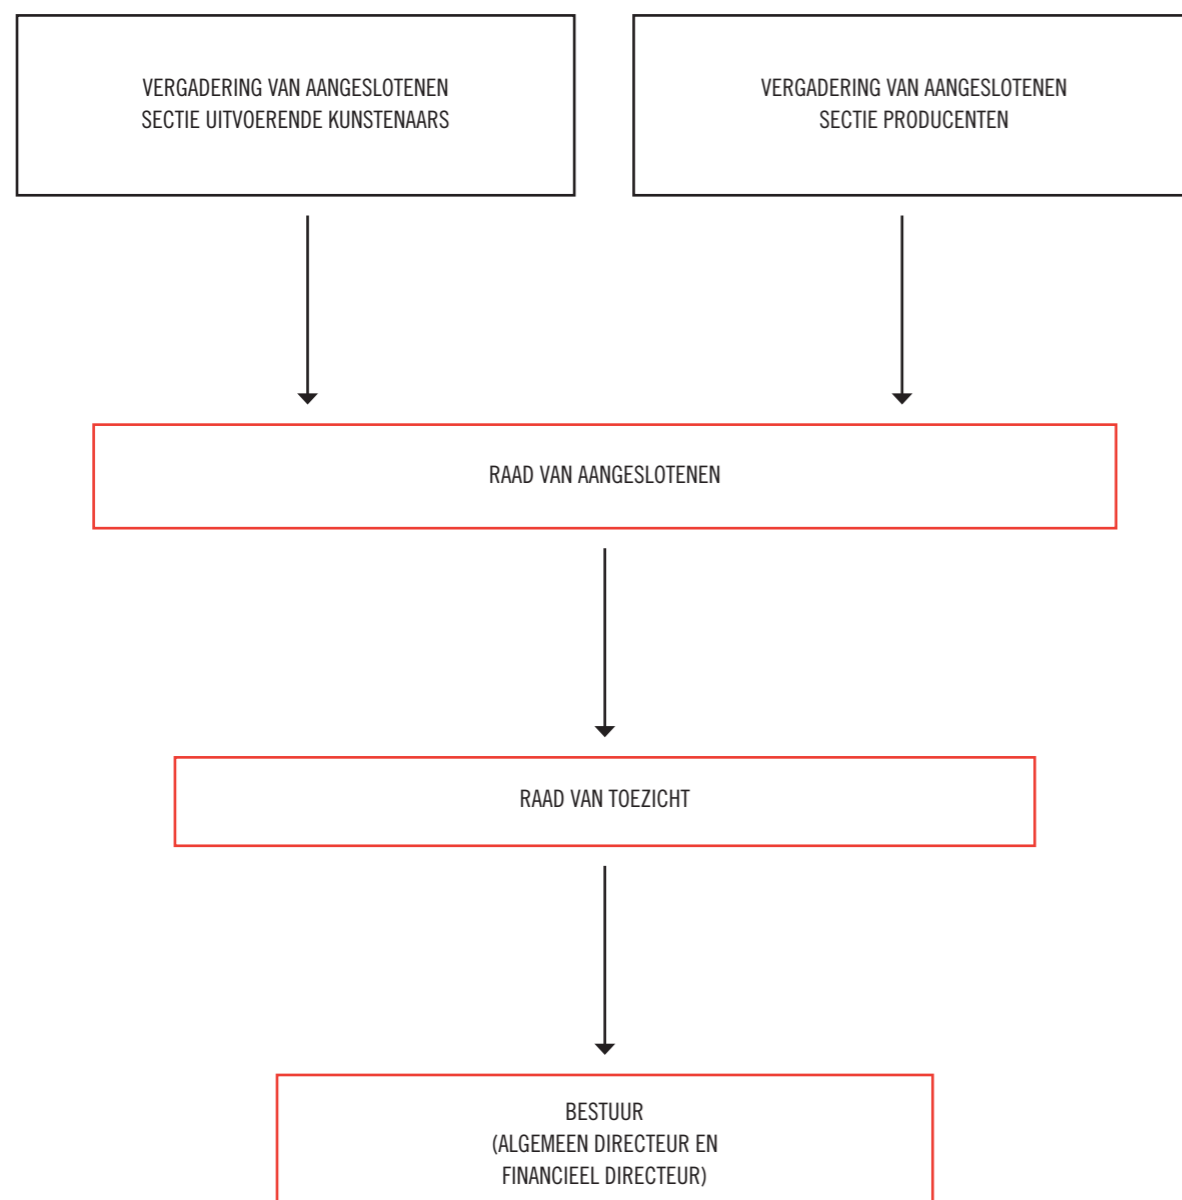 VERGADERING VAN AANGESLOTENEN
SECTIE UITVOERENDE KUNSTENAARS
VERGADERING VAN AANGESLOTENEN
SECTIE PRODUCENTEN
RAAD VAN AANGESLOTENEN
RAAD VAN TOEZICHT
BESTUUR
(ALGEMEEN DIRECTEUR EN
FINANCIEEL DIRECTEUR)